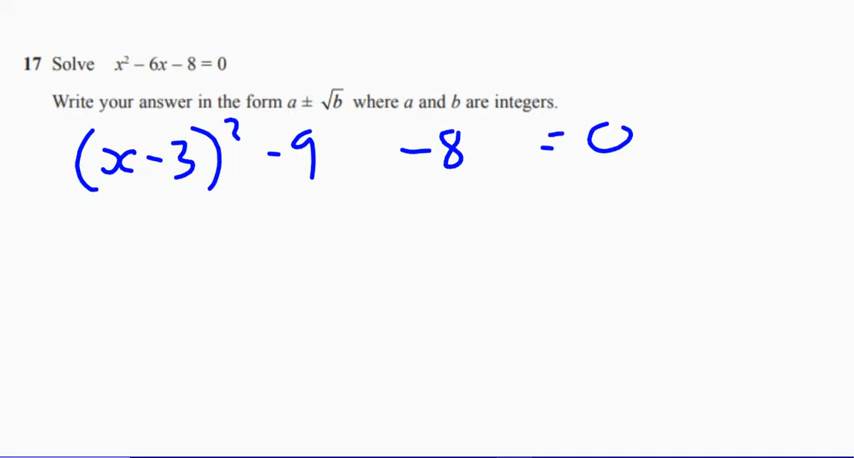 17 Solve x² − 6x − 8 = 0
Write your answer in the form a ± √b where a and b are integers.
(x − 3)² − 9 − 8 = 0